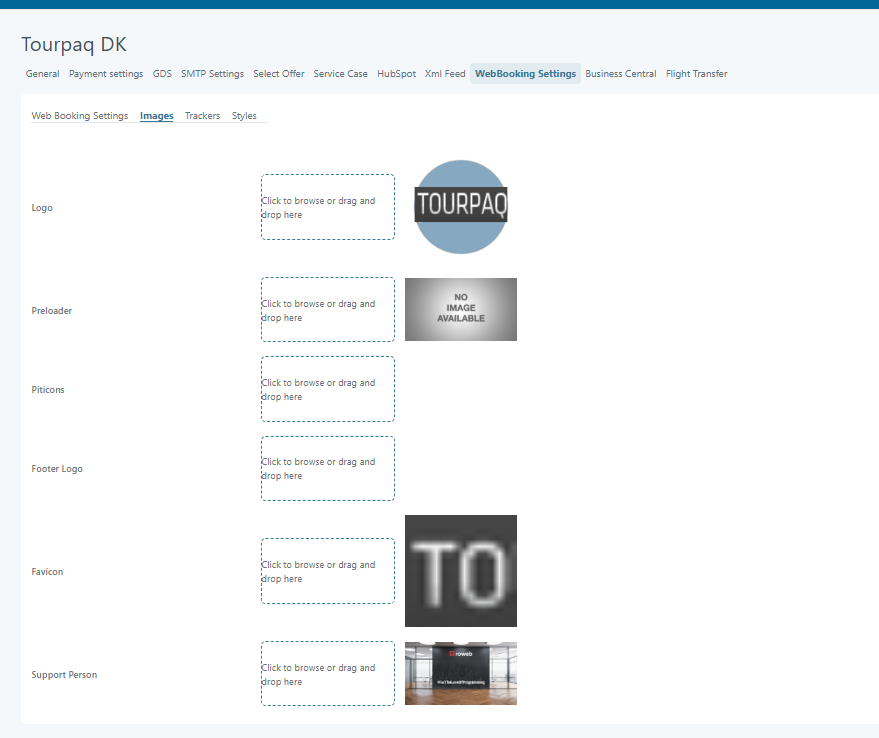 Tourpaq DK
General Payment settings GDS SMTP Settings Select Offer Service Case HubSpot Xml Feed WebBooking Settings Business Central Flight Transfer
Web Booking Settings Images Trackers Styles
Logo
Click to browse or drag and
drop here
TOURPAQ
Preloader
Click to browse or drag and
drop here
NO
IMAGE
AVAILABLE
Piticons
Click to browse or drag and
drop here
Footer Logo
Click to browse or drag and
drop here
Favicon
Click to browse or drag and
drop here
TO
Support Person
Click to browse or drag and
drop here
roweb